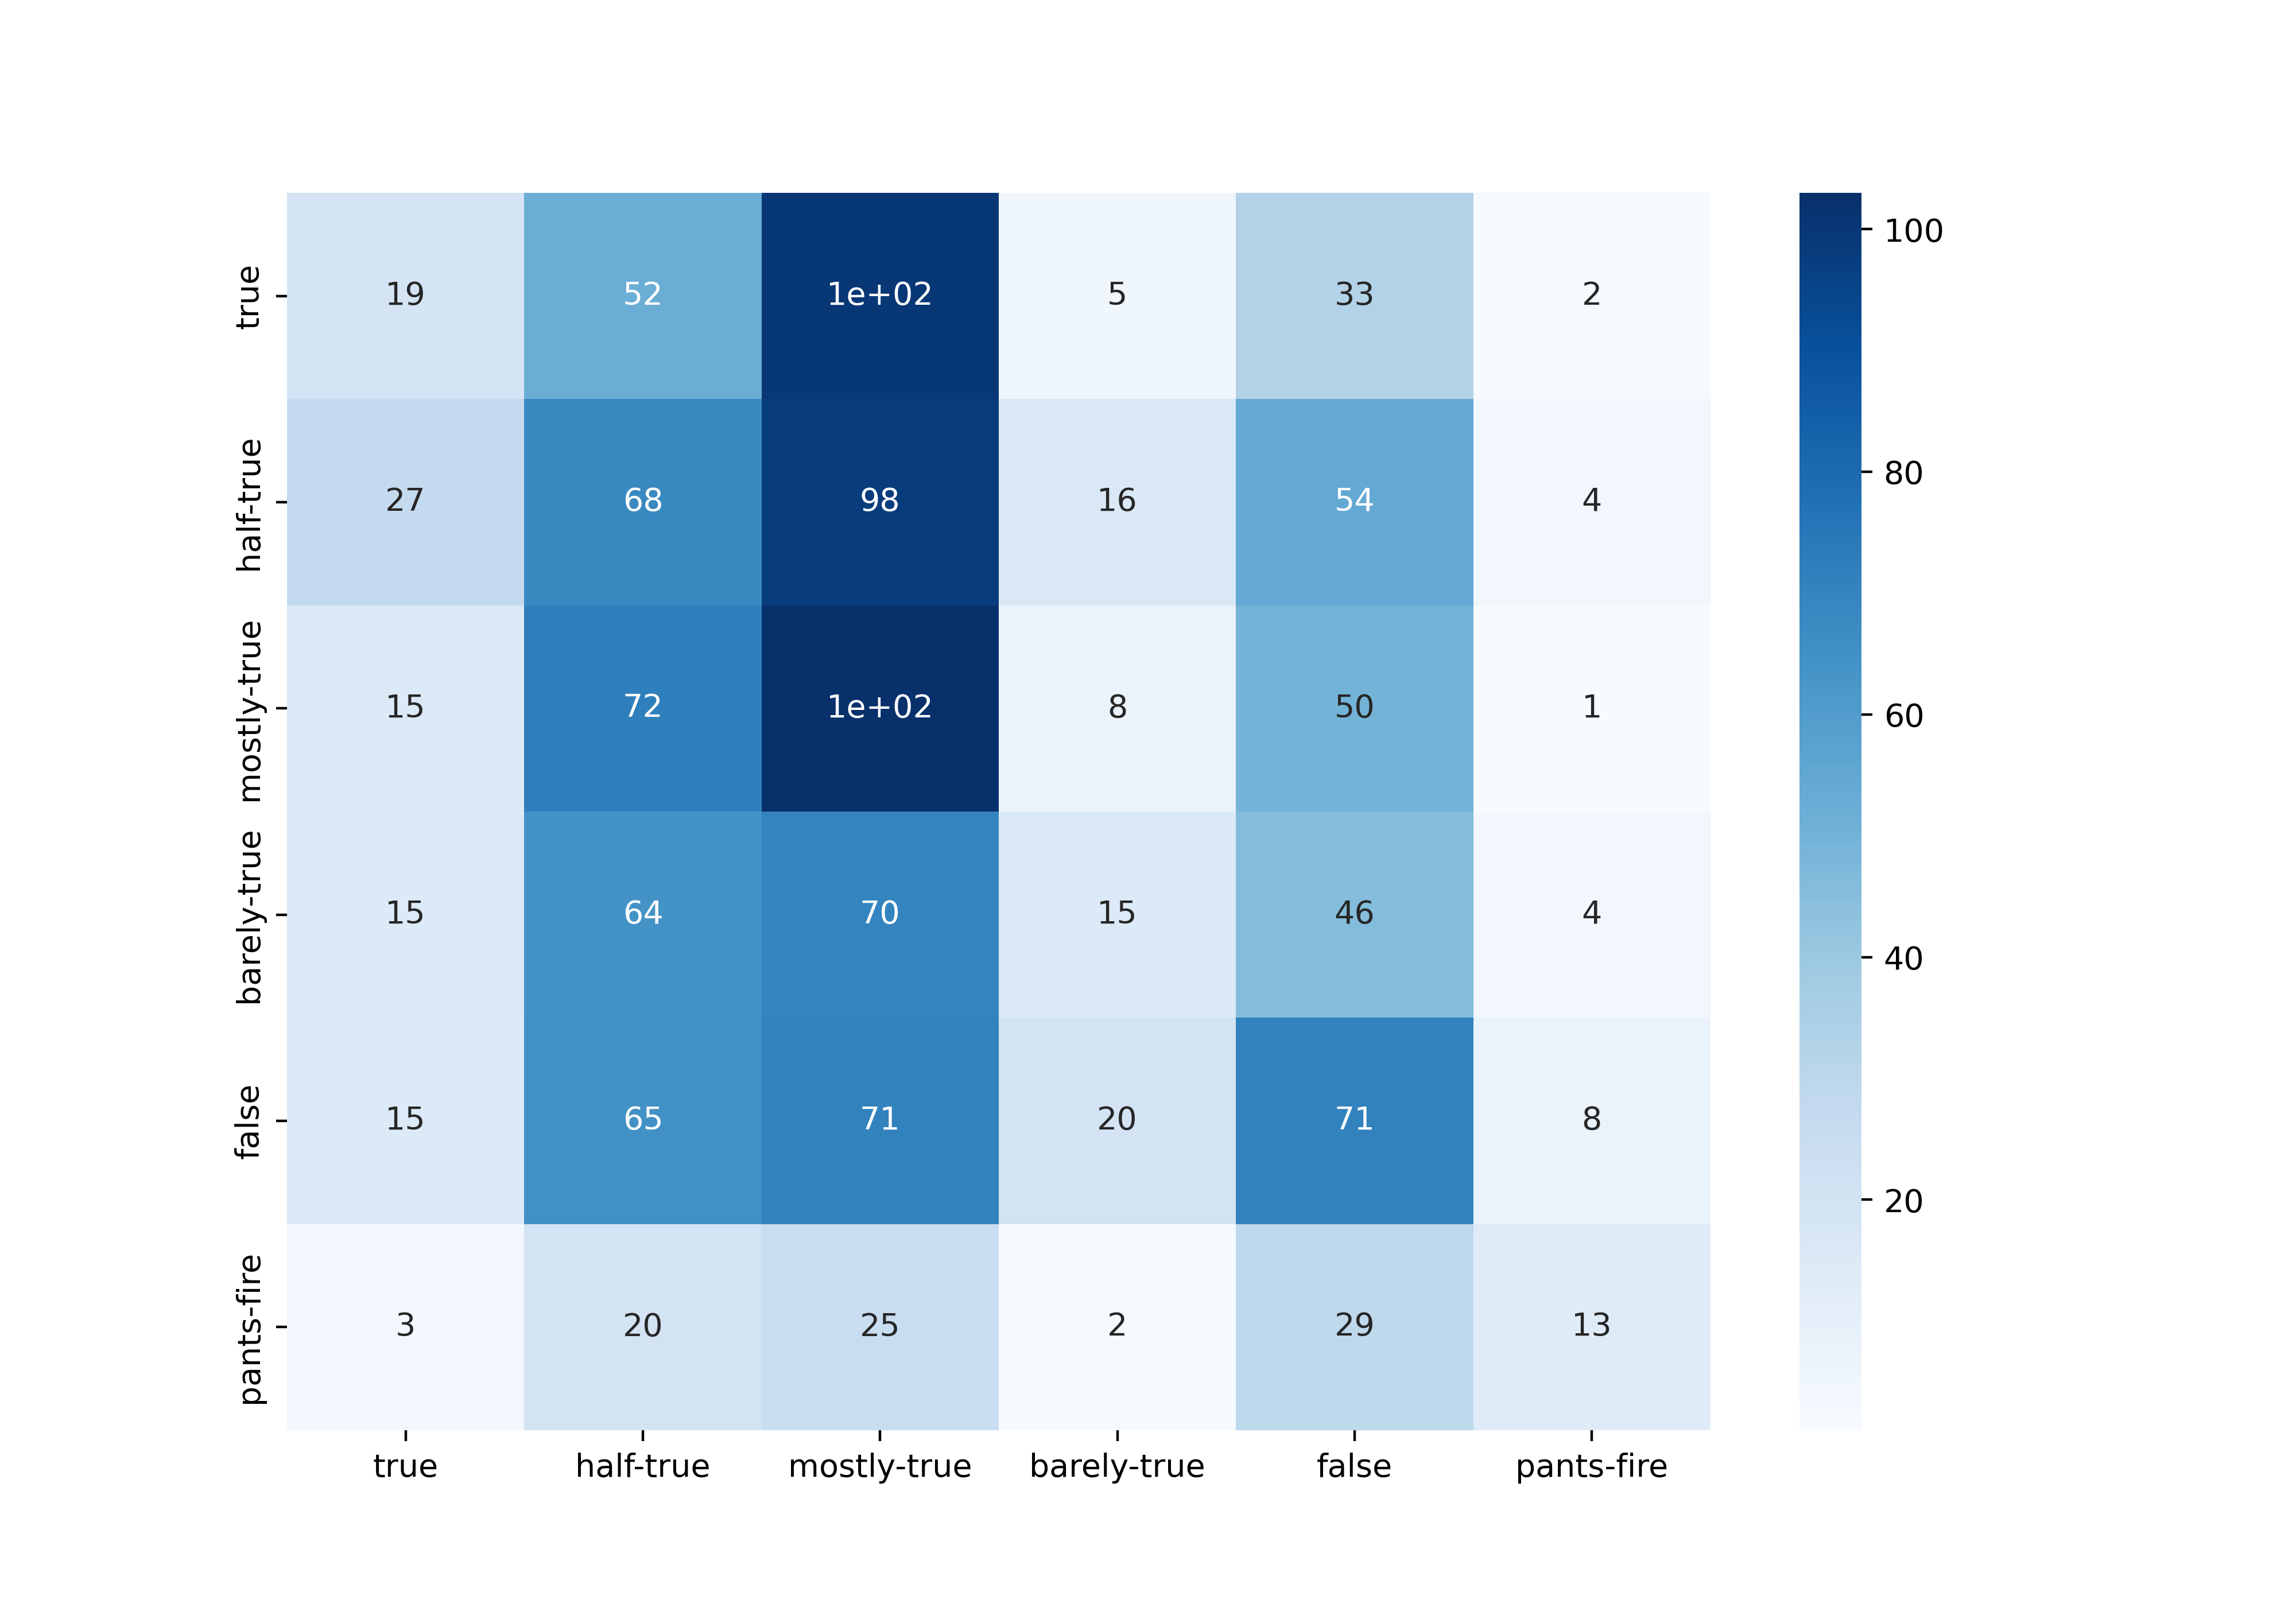 100
true 19 52 1e+02 5 33 2
half-true 27 68 98 16 54 4
80
mostly-true 15 72 1e+02 8 50 1
60
barely-true 15 64 70 15 46 4
40
false 15 65 71 20 71 8
20
pants-fire 3 20 25 2 29 13
true half-true mostly-true barely-true false pants-fire